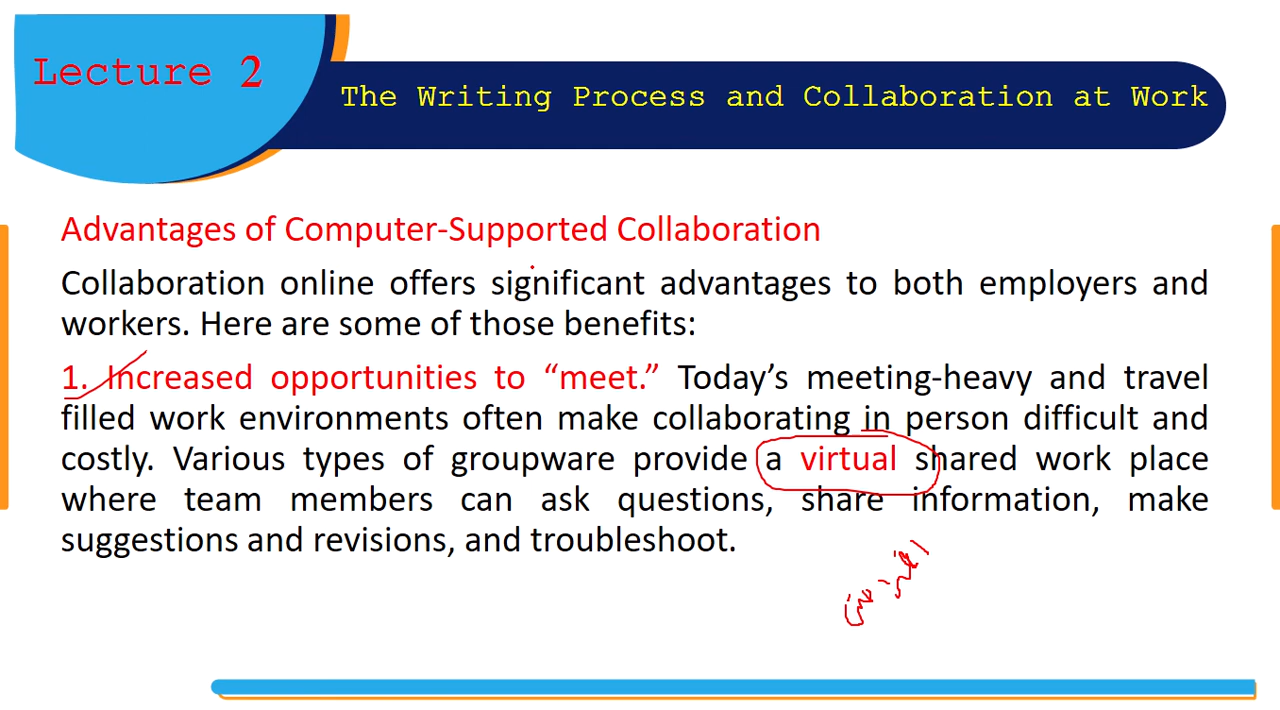 Lecture 2
The Writing Process and Collaboration at Work
Advantages of Computer-Supported Collaboration
Collaboration online offers significant advantages to both employers and
workers. Here are some of those benefits:
1. Increased opportunities to “meet.” Today’s meeting-heavy and travel
filled work environments often make collaborating in person difficult and
costly. Various types of groupware provide a virtual shared work place
where team members can ask questions, share information, make
suggestions and revisions, and troubleshoot.